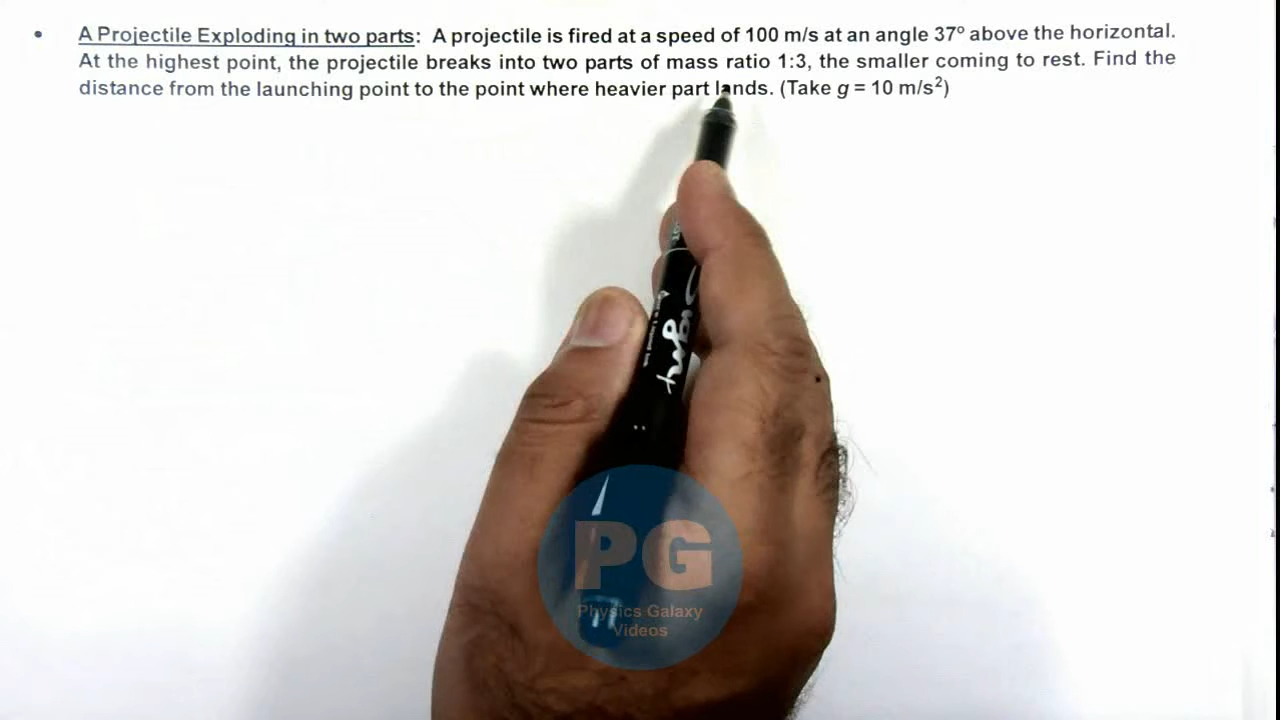 • A Projectile Exploding in two parts: A projectile is fired at a speed of 100 m/s at an angle 37º above the horizontal.
At the highest point, the projectile breaks into two parts of mass ratio 1:3, the smaller coming to rest. Find the
distance from the launching point to the point where heavier part lands. (Take g = 10 m/s²)
PG
Physics Galaxy
Videos